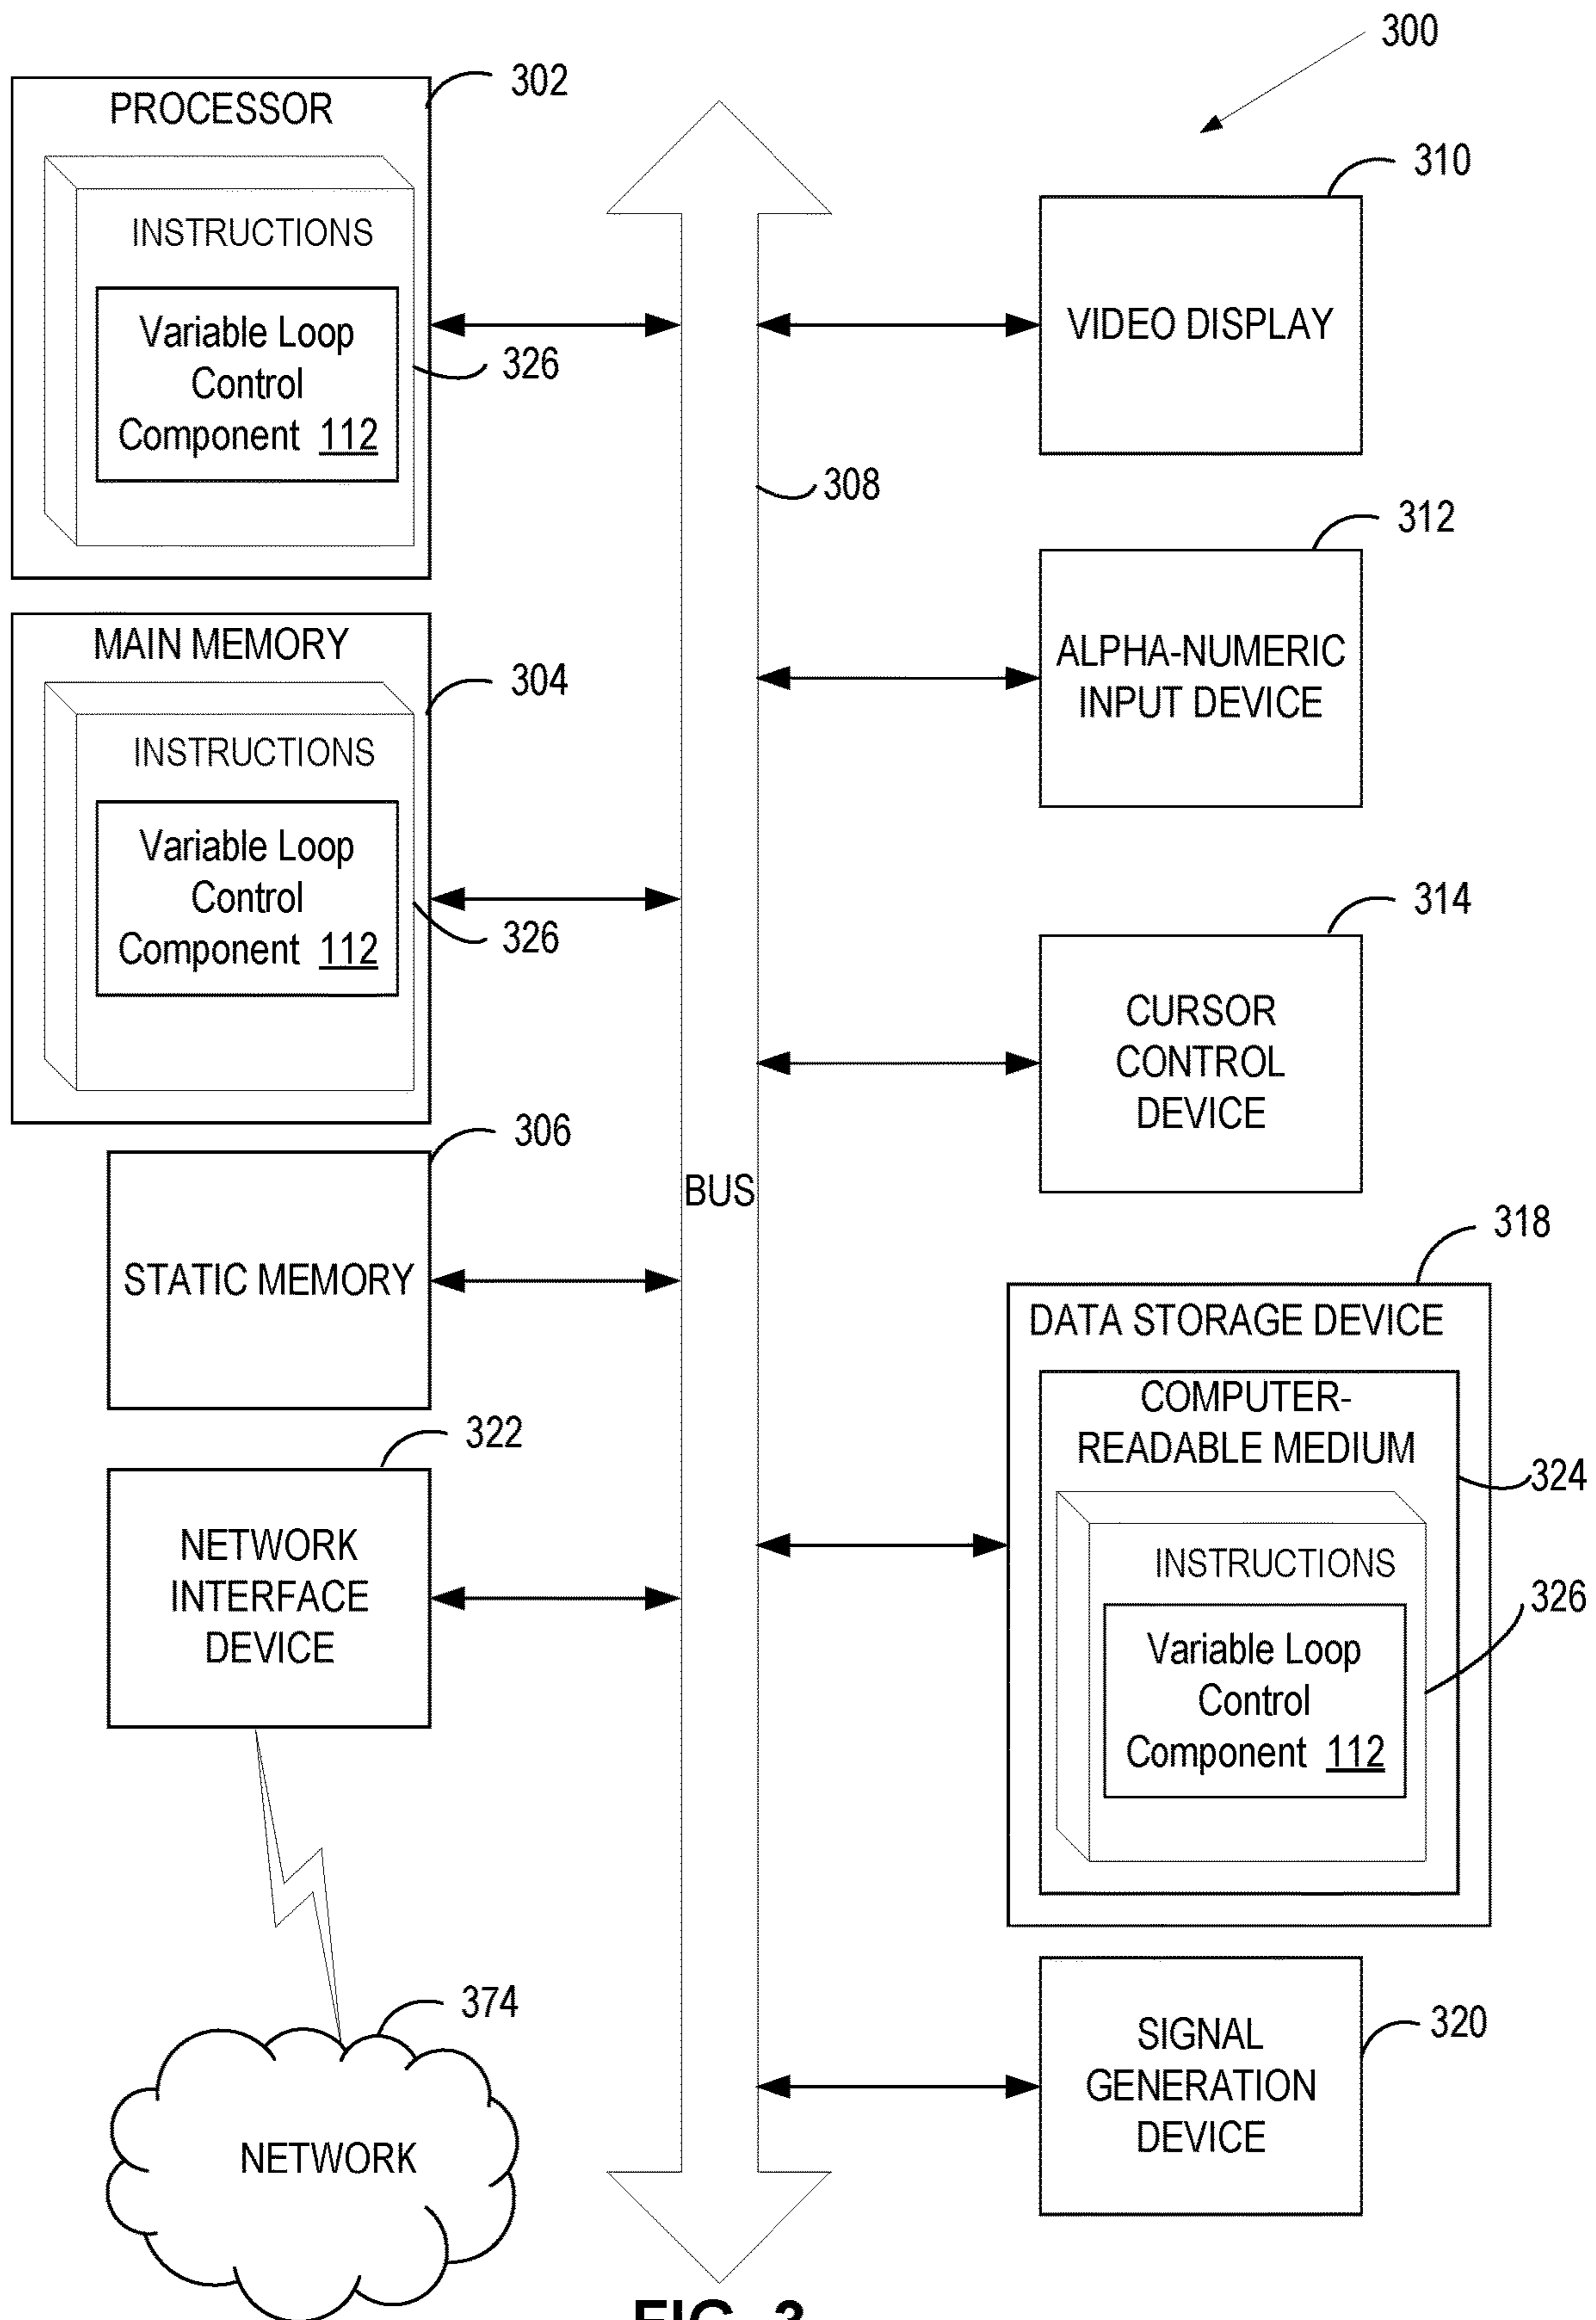 300
302
PROCESSOR
INSTRUCTIONS
Variable Loop
Control
Component 112
326
310
VIDEO DISPLAY
308
312
ALPHA-NUMERIC
INPUT DEVICE
MAIN MEMORY
304
INSTRUCTIONS
Variable Loop
Control
Component 112
326
314
CURSOR
CONTROL
DEVICE
306
STATIC MEMORY
BUS
318
DATA STORAGE DEVICE
COMPUTER-
READABLE MEDIUM
324
INSTRUCTIONS
326
Variable Loop
Control
Component 112
322
NETWORK
INTERFACE
DEVICE
374
NETWORK
320
SIGNAL
GENERATION
DEVICE
FIG. 3